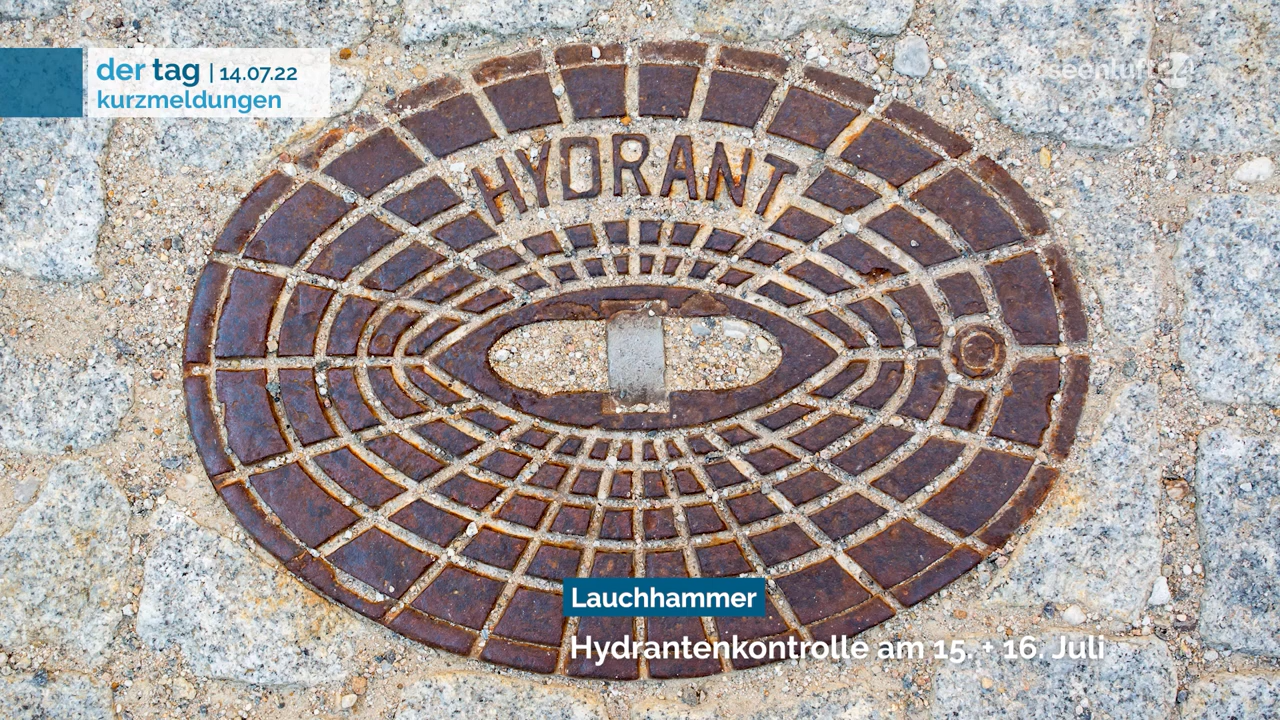 der tag | 14.07.22
kurzmeldungen
HYDRANT
Lauchhammer
Hydrantenkontrolle am 15. + 16. Juli